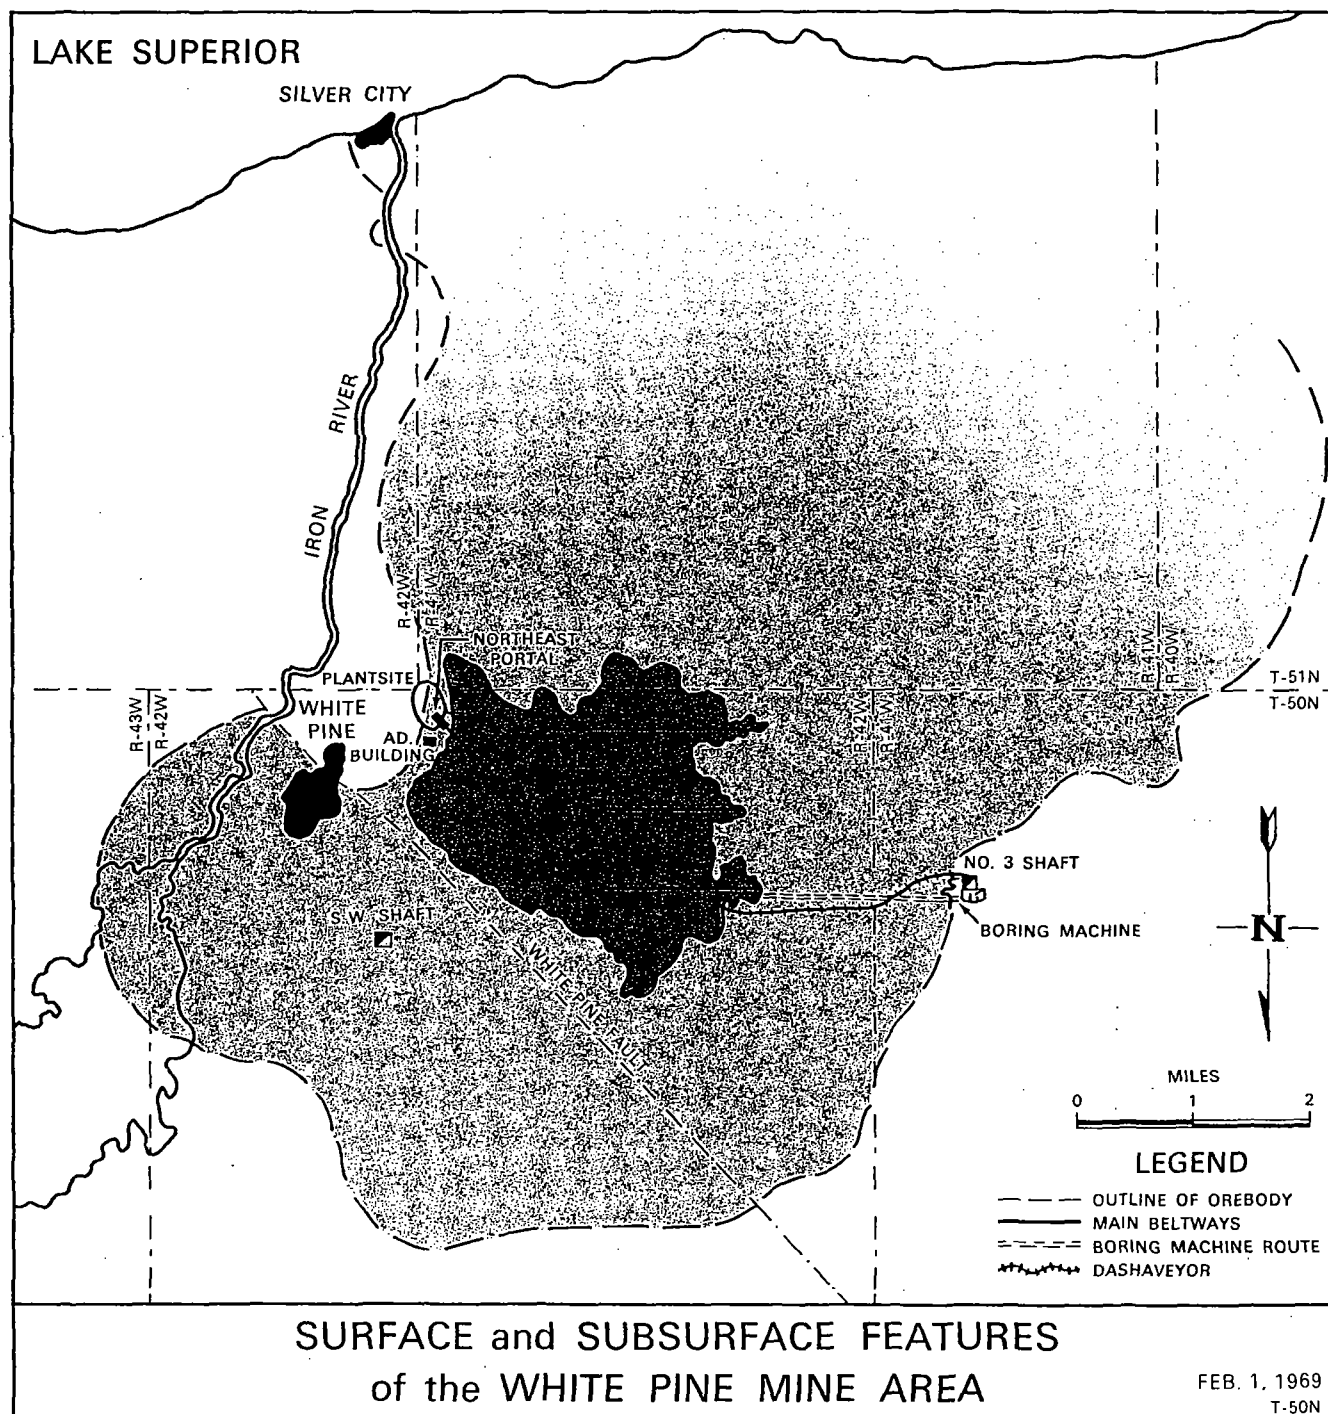 LAKE SUPERIOR
SILVER CITY
IRON RIVER
R-42W
R-41W
R-41W
R-40W
NORTHEAST
PORTAL
PLANTSITE
T-51N
T-50N
WHITE
PINE
R-43W
R-42W
AD.
BUILDING
R-42W
R-41W
NO. 3 SHAFT
S.W. SHAFT
BORING MACHINE
WHITE PINE FAULT
N
MILES
0 1 2
LEGEND
OUTLINE OF OREBODY
MAIN BELTWAYS
BORING MACHINE ROUTE
DASHAVEYOR
SURFACE and SUBSURFACE FEATURES
of the WHITE PINE MINE AREA
FEB. 1, 1969
T-50N